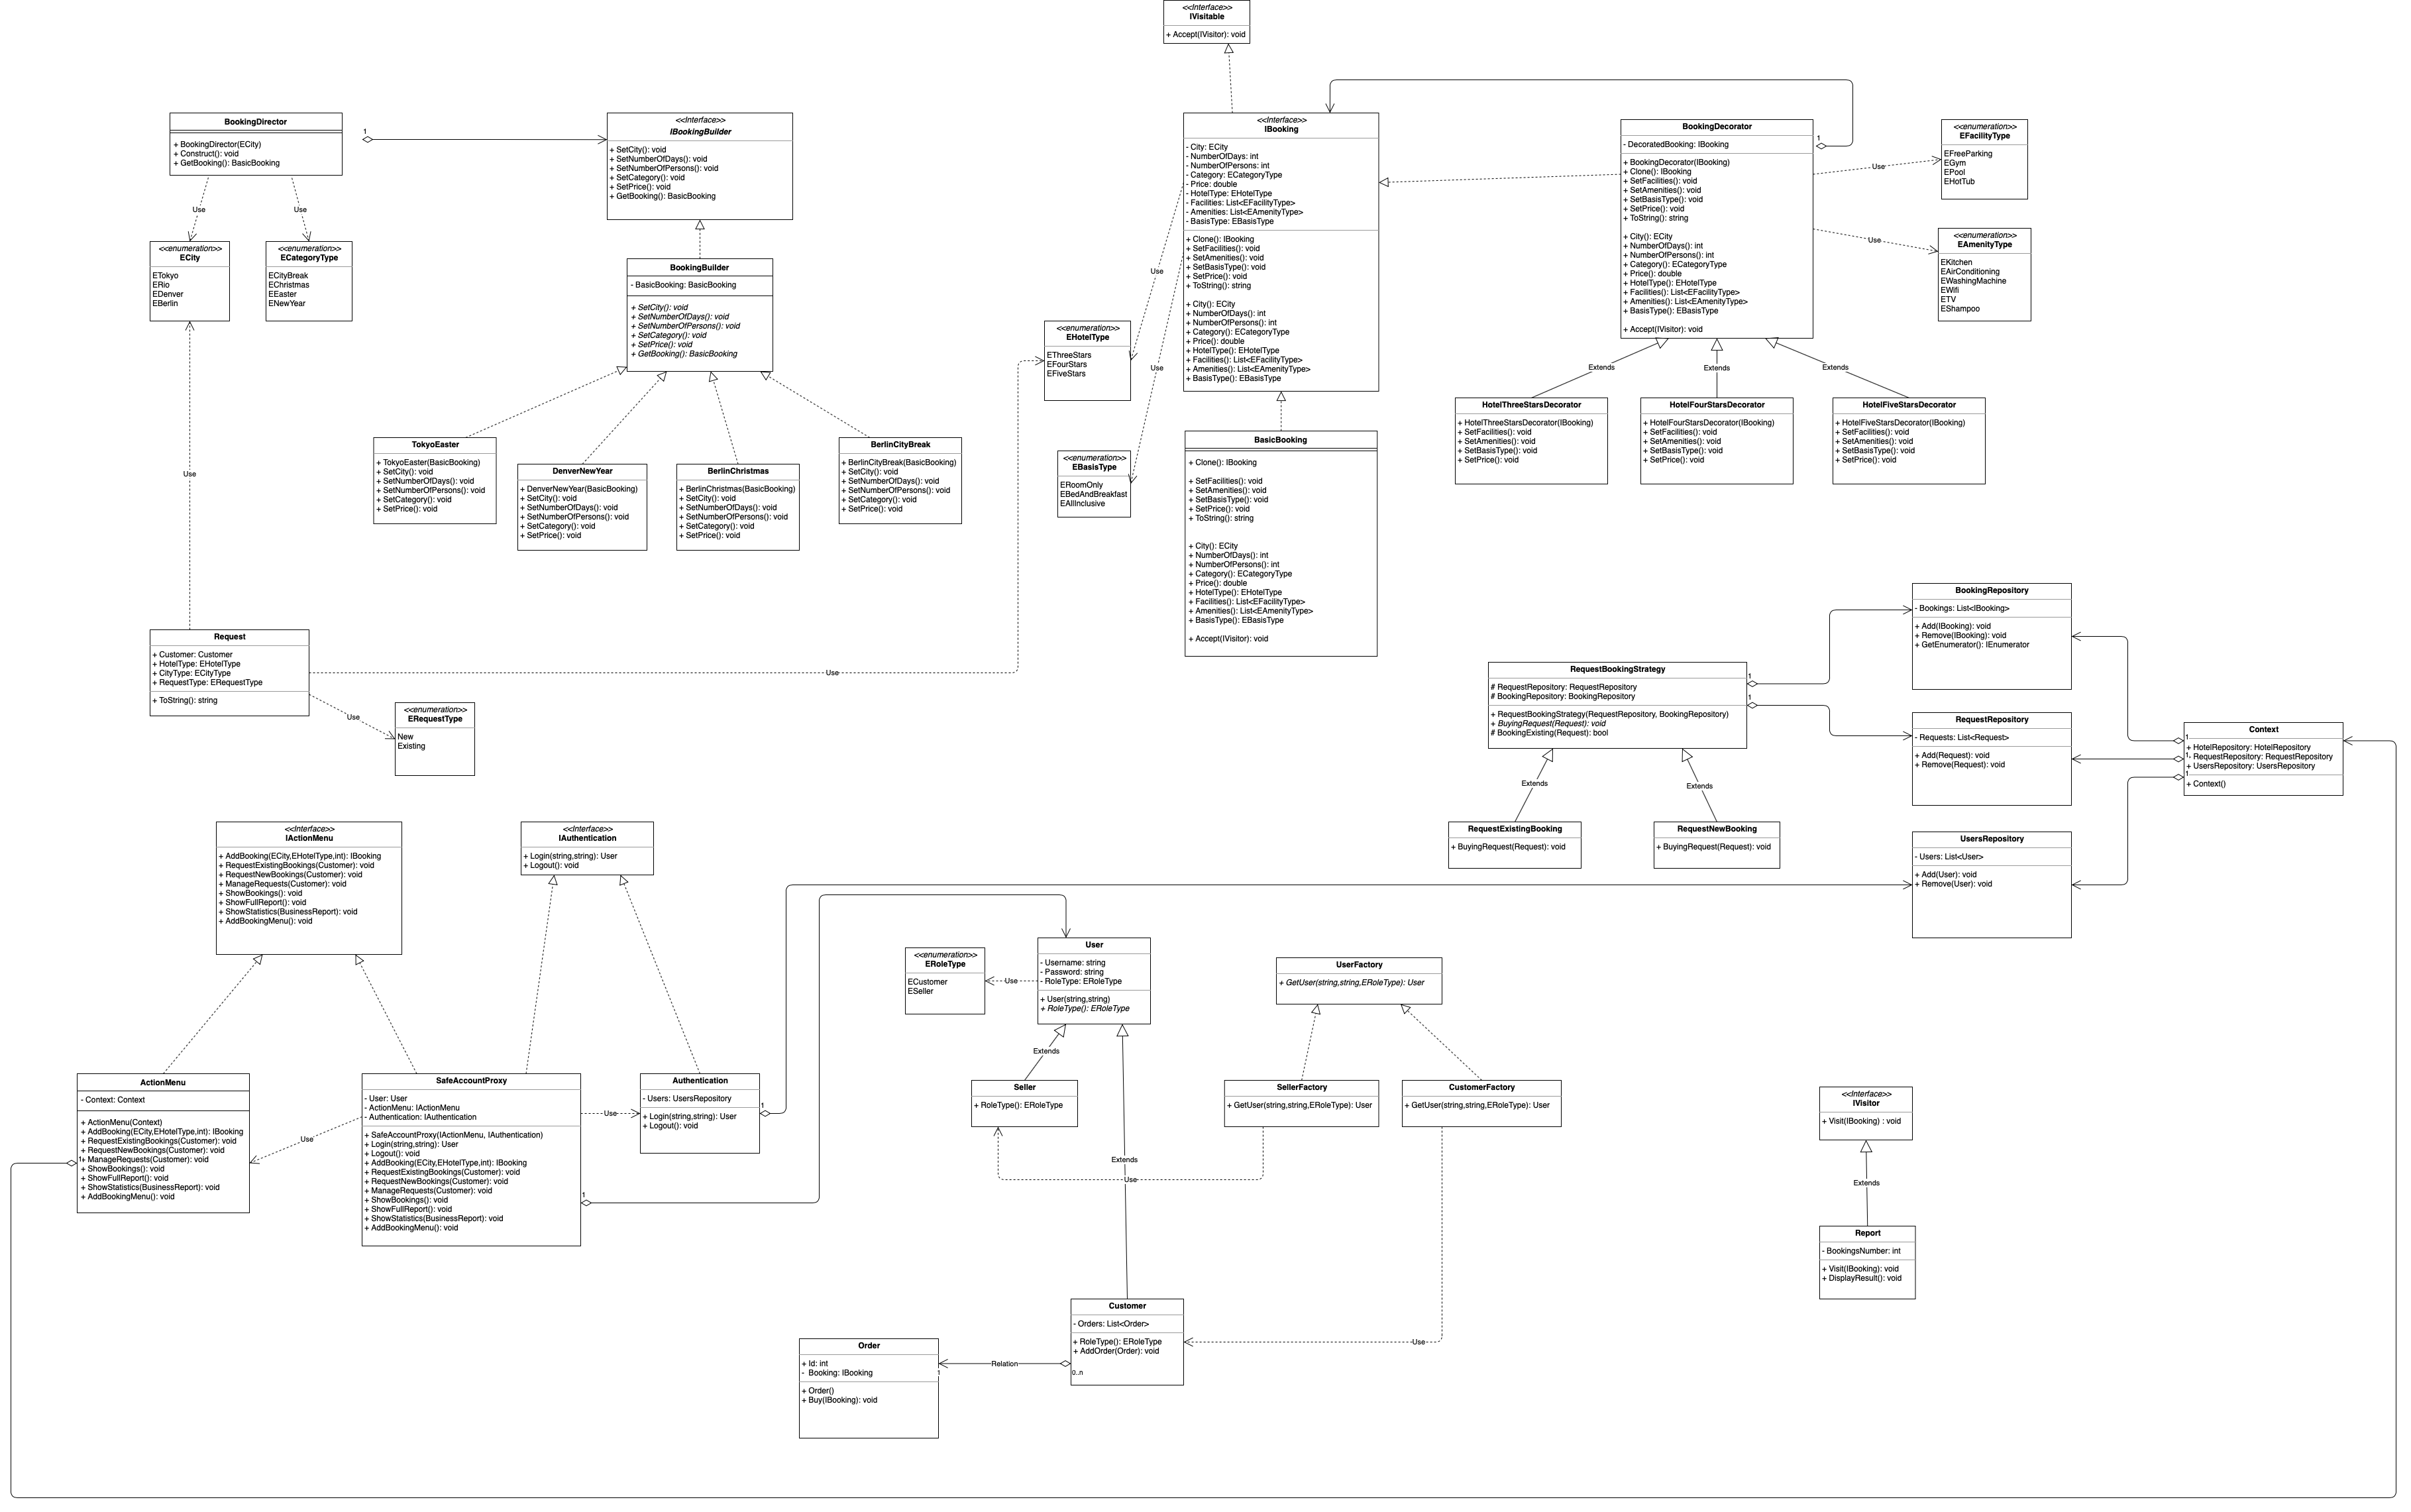 <<Interface>>
IVisitable
+ Accept(IVisitor): void
BookingDirector
+ BookingDirector(ECity)
+ Construct(): void
+ GetBooking(): BasicBooking
1
<<Interface>>
IBookingBuilder
+ SetCity(): void
+ SetNumberOfDays(): void
+ SetNumberOfPersons(): void
+ SetCategory(): void
+ SetPrice(): void
+ GetBooking(): BasicBooking
Use
Use
<<enumeration>>
ECity
ETokyo
ERio
EDenver
EBerlin
<<enumeration>>
ECategoryType
ECityBreak
EChristmas
EEaster
ENewYear
BookingBuilder
- BasicBooking: BasicBooking
+ SetCity(): void
+ SetNumberOfDays(): void
+ SetNumberOfPersons(): void
+ SetCategory(): void
+ SetPrice(): void
+ GetBooking(): BasicBooking
TokyoEaster
+ TokyoEaster(BasicBooking)
+ SetCity(): void
+ SetNumberOfDays(): void
+ SetNumberOfPersons(): void
+ SetCategory(): void
+ SetPrice(): void
DenverNewYear
+ DenverNewYear(BasicBooking)
+ SetCity(): void
+ SetNumberOfDays(): void
+ SetNumberOfPersons(): void
+ SetCategory(): void
+ SetPrice(): void
BerlinChristmas
+ BerlinChristmas(BasicBooking)
+ SetCity(): void
+ SetNumberOfDays(): void
+ SetNumberOfPersons(): void
+ SetCategory(): void
+ SetPrice(): void
BerlinCityBreak
+ BerlinCityBreak(BasicBooking)
+ SetCity(): void
+ SetNumberOfDays(): void
+ SetNumberOfPersons(): void
+ SetCategory(): void
+ SetPrice(): void
<<Interface>>
IBooking
- City: ECity
- NumberOfDays: int
- NumberOfPersons: int
- Category: ECategoryType
- Price: double
- HotelType: EHotelType
- Facilities: List<EFacilityType>
- Amenities: List<EAmenityType>
- BasisType: EBasisType
+ Clone(): IBooking
+ SetFacilities(): void
+ SetAmenities(): void
+ SetBasisType(): void
+ SetPrice(): void
+ ToString(): string
+ City(): ECity
+ NumberOfDays(): int
+ NumberOfPersons(): int
+ Category(): ECategoryType
+ Price(): double
+ HotelType(): EHotelType
+ Facilities(): List<EFacilityType>
+ Amenities(): List<EAmenityType>
+ BasisType(): EBasisType
Use
Use
<<enumeration>>
EHotelType
EThreeStars
EFourStars
EFiveStars
<<enumeration>>
EBasisType
ERoomOnly
EBedAndBreakfast
EAllInclusive
BasicBooking
+ Clone(): IBooking
+ SetFacilities(): void
+ SetAmenities(): void
+ SetBasisType(): void
+ SetPrice(): void
+ ToString(): string
+ City(): ECity
+ NumberOfDays(): int
+ NumberOfPersons(): int
+ Category(): ECategoryType
+ Price(): double
+ HotelType(): EHotelType
+ Facilities(): List<EFacilityType>
+ Amenities(): List<EAmenityType>
+ BasisType(): EBasisType
+ Accept(IVisitor): void
BookingDecorator
- DecoratedBooking: IBooking
+ BookingDecorator(IBooking)
+ Clone(): IBooking
+ SetFacilities(): void
+ SetAmenities(): void
+ SetBasisType(): void
+ SetPrice(): void
+ ToString(): string
+ City(): ECity
+ NumberOfDays(): int
+ NumberOfPersons(): int
+ Category(): ECategoryType
+ Price(): double
+ HotelType(): EHotelType
+ Facilities(): List<EFacilityType>
+ Amenities(): List<EAmenityType>
+ BasisType(): EBasisType
+ Accept(IVisitor): void
1
Use
Use
<<enumeration>>
EFacilityType
EFreeParking
EGym
EPool
EHotTub
<<enumeration>>
EAmenityType
EKitchen
EAirConditioning
EWashingMachine
EWifi
ETV
EShampoo
Extends
Extends
Extends
HotelThreeStarsDecorator
+ HotelThreeStarsDecorator(IBooking)
+ SetFacilities(): void
+ SetAmenities(): void
+ SetBasisType(): void
+ SetPrice(): void
HotelFourStarsDecorator
+ HotelFourStarsDecorator(IBooking)
+ SetFacilities(): void
+ SetAmenities(): void
+ SetBasisType(): void
+ SetPrice(): void
HotelFiveStarsDecorator
+ HotelFiveStarsDecorator(IBooking)
+ SetFacilities(): void
+ SetAmenities(): void
+ SetBasisType(): void
+ SetPrice(): void
Use
Request
+ Customer: Customer
+ HotelType: EHotelType
+ CityType: ECityType
+ RequestType: ERequestType
+ ToString(): string
Use
Use
<<enumeration>>
ERequestType
New
Existing
RequestBookingStrategy
# RequestRepository: RequestRepository
# BookingRepository: BookingRepository
+ RequestBookingStrategy(RequestRepository, BookingRepository)
+ BuyingRequest(Request): void
# BookingExisting(Request): bool
1
1
Extends
Extends
RequestExistingBooking
+ BuyingRequest(Request): void
RequestNewBooking
+ BuyingRequest(Request): void
BookingRepository
- Bookings: List<IBooking>
+ Add(IBooking): void
+ Remove(IBooking): void
+ GetEnumerator(): IEnumerator
RequestRepository
- Requests: List<Request>
+ Add(Request): void
+ Remove(Request): void
UsersRepository
- Users: List<User>
+ Add(User): void
+ Remove(User): void
Context
+ HotelRepository: HotelRepository
+ RequestRepository: RequestRepository
+ UsersRepository: UsersRepository
+ Context()
1
1
1
<<Interface>>
IActionMenu
+ AddBooking(ECity,EHotelType,int): IBooking
+ RequestExistingBookings(Customer): void
+ RequestNewBookings(Customer): void
+ ManageRequests(Customer): void
+ ShowBookings(): void
+ ShowFullReport(): void
+ ShowStatistics(BusinessReport): void
+ AddBookingMenu(): void
<<Interface>>
IAuthentication
+ Login(string,string): User
+ Logout(): void
ActionMenu
- Context: Context
+ ActionMenu(Context)
+ AddBooking(ECity,EHotelType,int): IBooking
+ RequestExistingBookings(Customer): void
+ RequestNewBookings(Customer): void
+ ManageRequests(Customer): void
+ ShowBookings(): void
+ ShowFullReport(): void
+ ShowStatistics(BusinessReport): void
+ AddBookingMenu(): void
1
Use
SafeAccountProxy
- User: User
- ActionMenu: IActionMenu
- Authentication: IAuthentication
+ SafeAccountProxy(IActionMenu, IAuthentication)
+ Login(string,string): User
+ Logout(): void
+ AddBooking(ECity,EHotelType,int): IBooking
+ RequestExistingBookings(Customer): void
+ RequestNewBookings(Customer): void
+ ManageRequests(Customer): void
+ ShowBookings(): void
+ ShowFullReport(): void
+ ShowStatistics(BusinessReport): void
+ AddBookingMenu(): void
1
Use
Authentication
- Users: UsersRepository
+ Login(string,string): User
+ Logout(): void
1
<<enumeration>>
ERoleType
ECustomer
ESeller
Use
User
- Username: string
- Password: string
- RoleType: ERoleType
+ User(string,string)
+ RoleType(): ERoleType
Extends
Seller
+ RoleType(): ERoleType
Extends
UserFactory
+ GetUser(string,string,ERoleType): User
SellerFactory
+ GetUser(string,string,ERoleType): User
CustomerFactory
+ GetUser(string,string,ERoleType): User
Use
Use
Customer
- Orders: List<Order>
+ RoleType(): ERoleType
+ AddOrder(Order): void
0..n
Relation
1
Order
+ Id: int
- Booking: IBooking
+ Order()
+ Buy(IBooking): void
<<Interface>>
IVisitor
+ Visit(IBooking) : void
Extends
Report
- BookingsNumber: int
+ Visit(IBooking): void
+ DisplayResult(): void